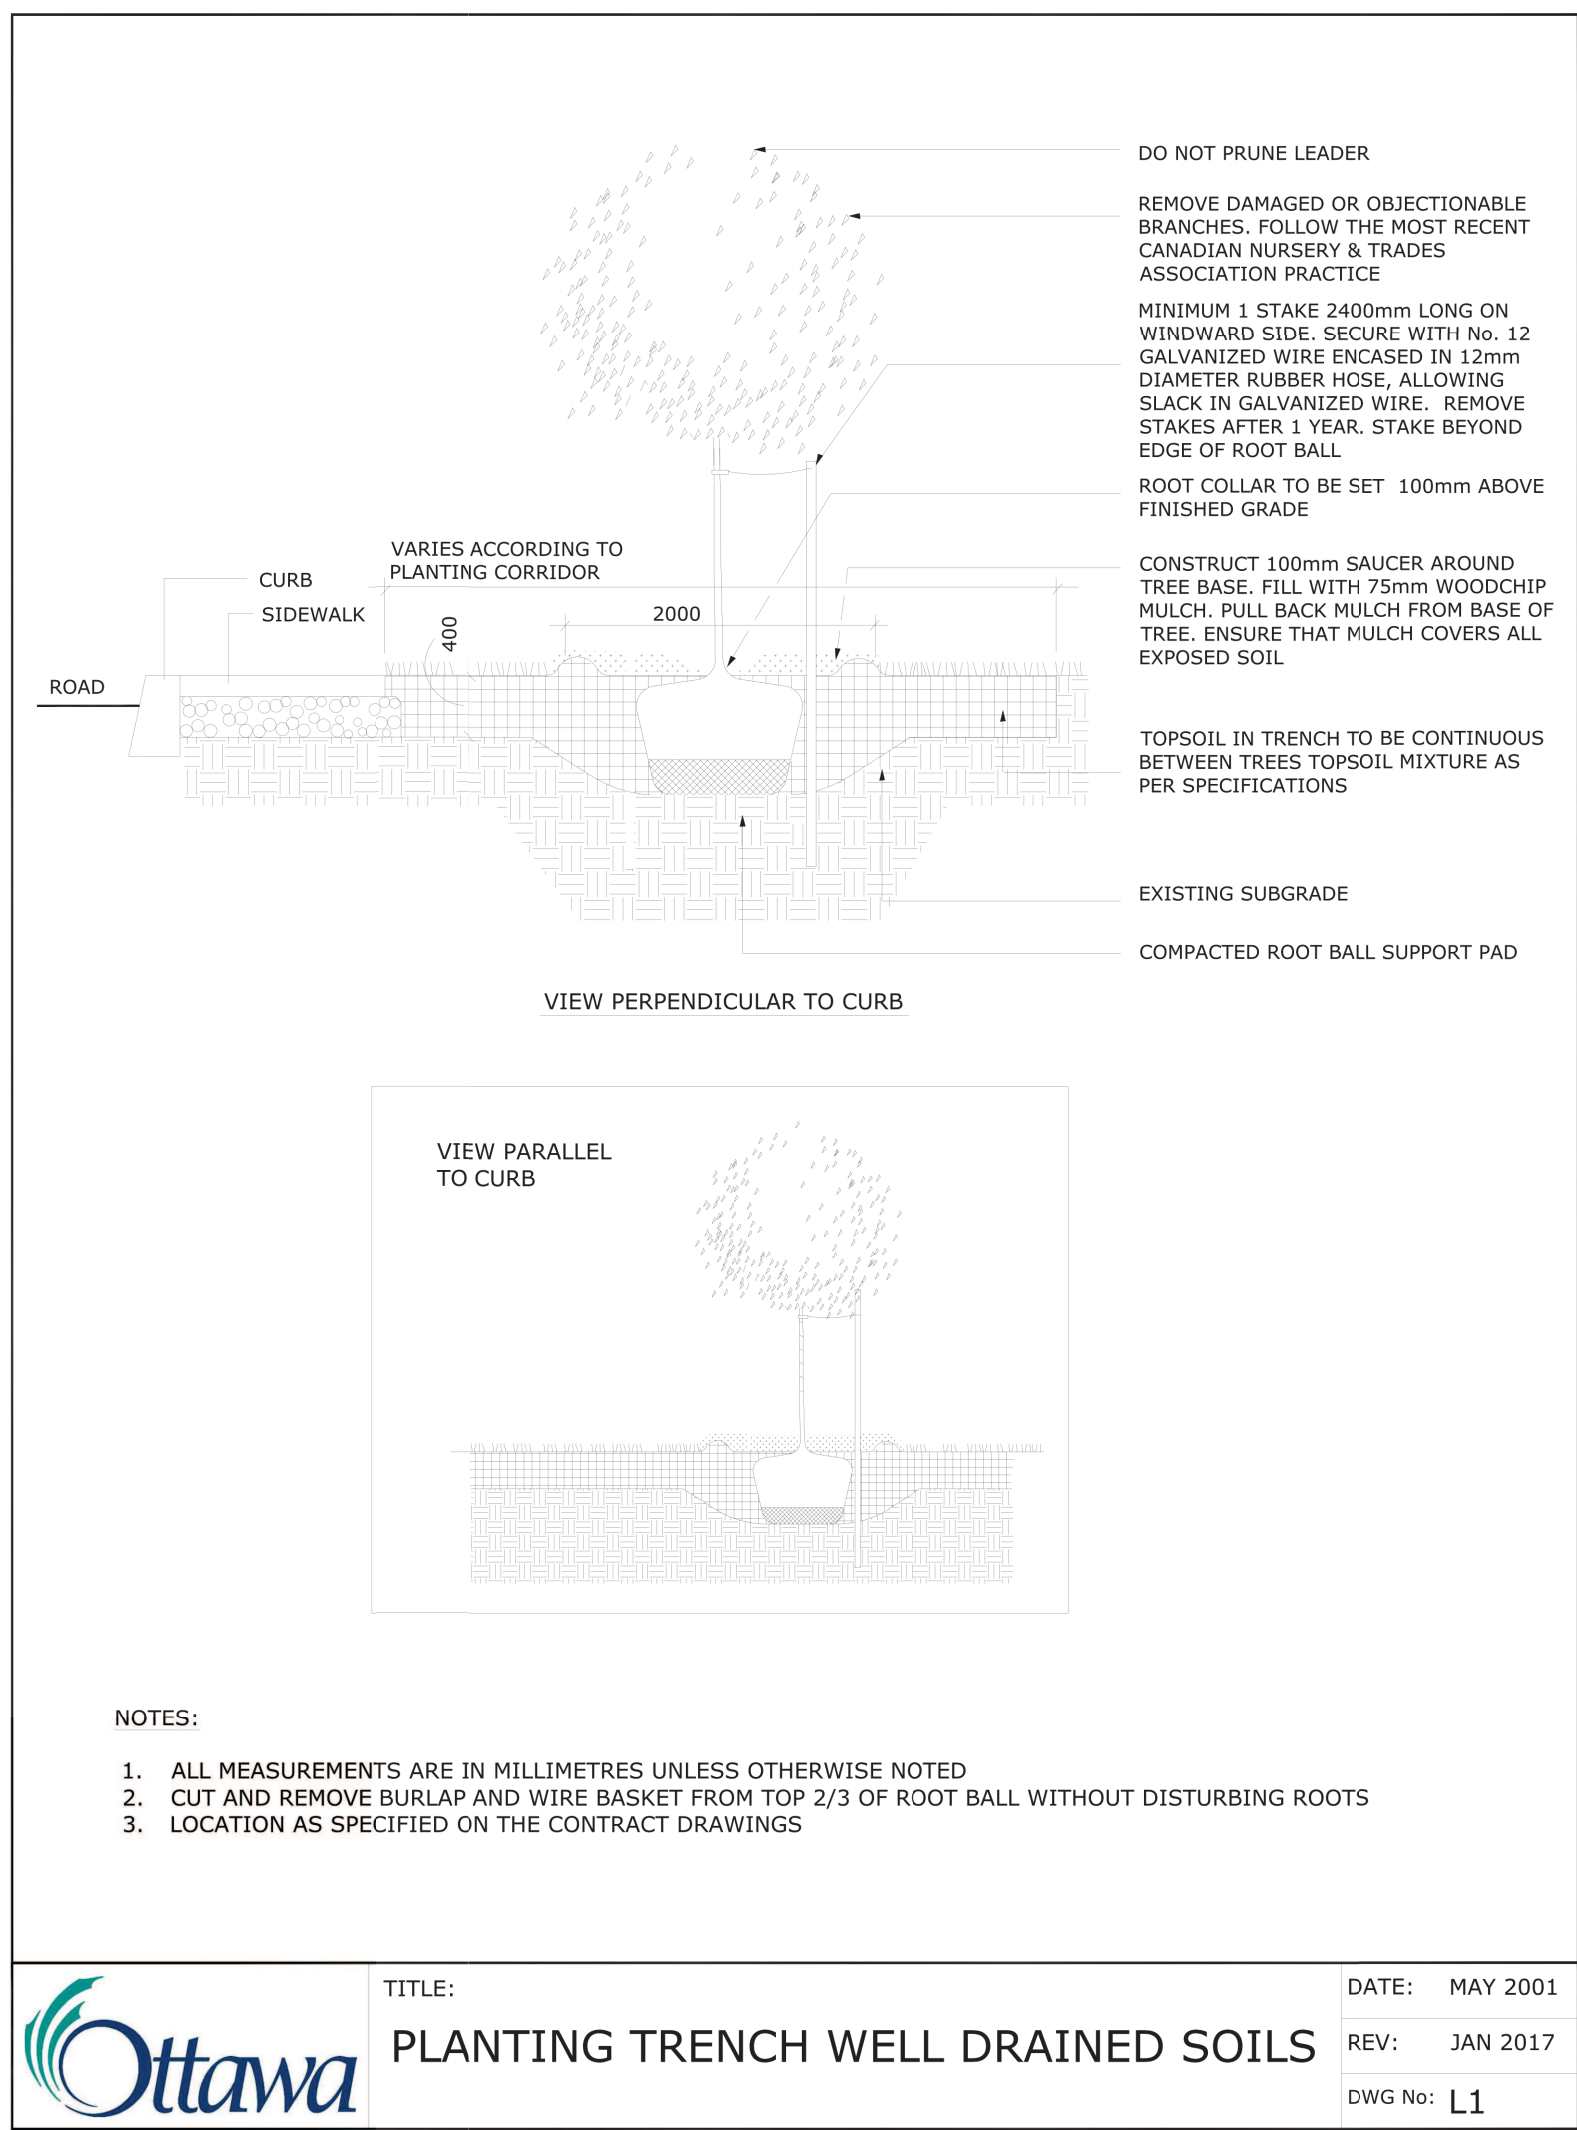 DO NOT PRUNE LEADER
REMOVE DAMAGED OR OBJECTIONABLE
BRANCHES. FOLLOW THE MOST RECENT
CANADIAN NURSERY & TRADES
ASSOCIATION PRACTICE
MINIMUM 1 STAKE 2400mm LONG ON
WINDWARD SIDE. SECURE WITH No. 12
GALVANIZED WIRE ENCASED IN 12mm
DIAMETER RUBBER HOSE, ALLOWING
SLACK IN GALVANIZED WIRE. REMOVE
STAKES AFTER 1 YEAR. STAKE BEYOND
EDGE OF ROOT BALL
ROOT COLLAR TO BE SET 100mm ABOVE
FINISHED GRADE
VARIES ACCORDING TO
PLANTING CORRIDOR
CURB
SIDEWALK
400
2000
ROAD
CONSTRUCT 100mm SAUCER AROUND
TREE BASE. FILL WITH 75mm WOODCHIP
MULCH. PULL BACK MULCH FROM BASE OF
TREE. ENSURE THAT MULCH COVERS ALL
EXPOSED SOIL
TOPSOIL IN TRENCH TO BE CONTINUOUS
BETWEEN TREES TOPSOIL MIXTURE AS
PER SPECIFICATIONS
EXISTING SUBGRADE
COMPACTED ROOT BALL SUPPORT PAD
VIEW PERPENDICULAR TO CURB
VIEW PARALLEL
TO CURB
NOTES:
1. ALL MEASUREMENTS ARE IN MILLIMETRES UNLESS OTHERWISE NOTED
2. CUT AND REMOVE BURLAP AND WIRE BASKET FROM TOP 2/3 OF ROOT BALL WITHOUT DISTURBING ROOTS
3. LOCATION AS SPECIFIED ON THE CONTRACT DRAWINGS
Ottawa
TITLE:
PLANTING TRENCH WELL DRAINED SOILS
DATE: MAY 2001
REV: JAN 2017
DWG No: L1